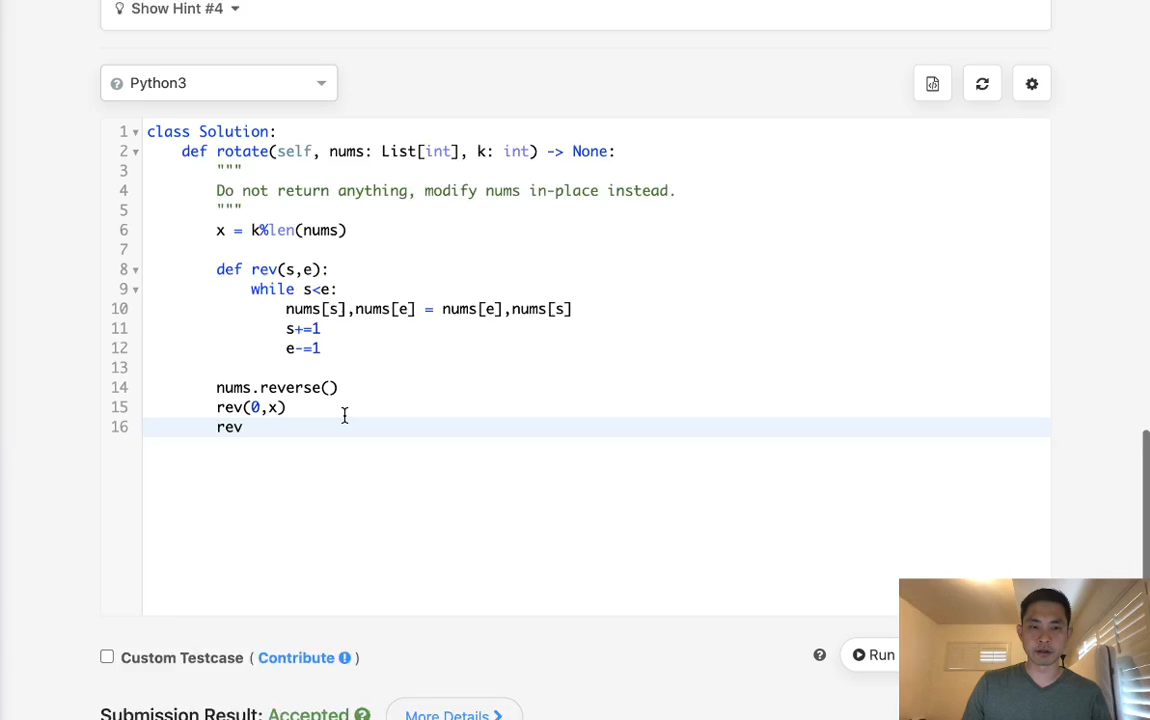 Show Hint #4
Python3
1 class Solution:
2 def rotate(self, nums: List[int], k: int) -> None:
3 """
4 Do not return anything, modify nums in-place instead.
5 """
6 x = k%len(nums)
7
8 def rev(s,e):
9 while s<e:
10 nums[s],nums[e] = nums[e],nums[s]
11 s+=1
12 e-=1
13
14 nums.reverse()
15 rev(0,x)
16 rev
Custom Testcase ( Contribute )
Run
Submission Result: Accepted
More Details